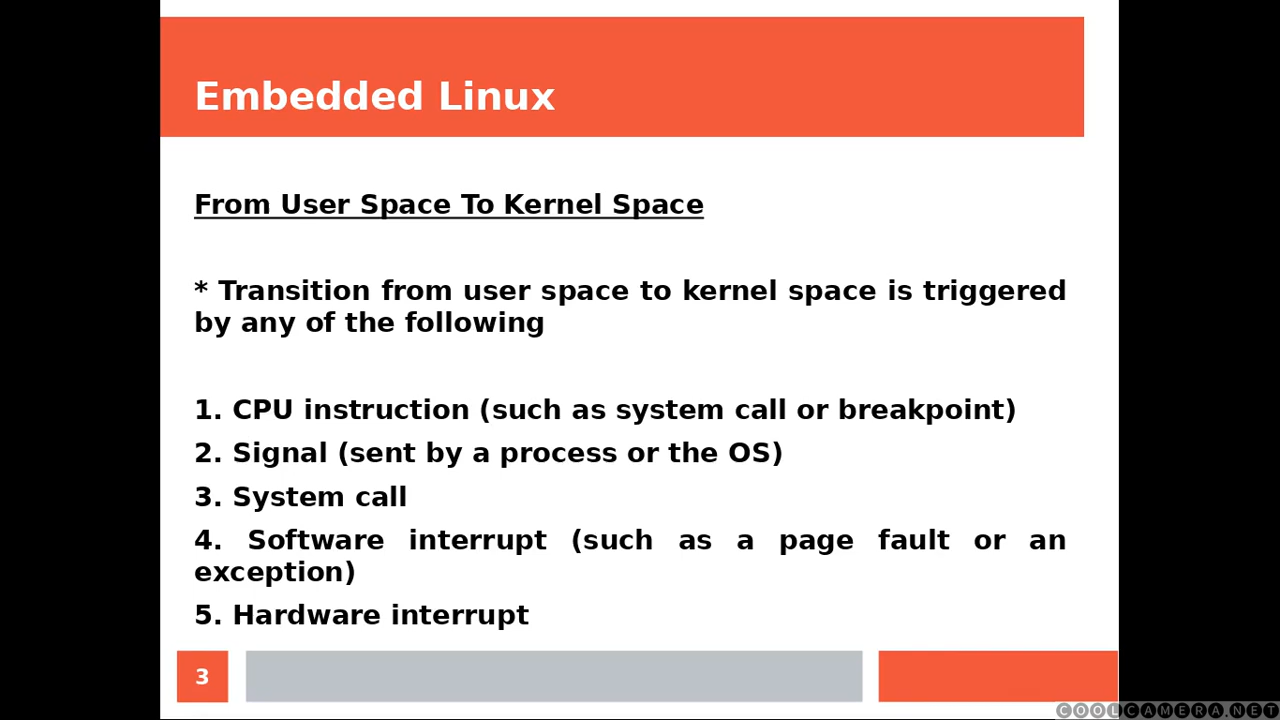 Embedded Linux
From User Space To Kernel Space
* Transition from user space to kernel space is triggered
by any of the following
1. CPU instruction (such as system call or breakpoint)
2. Signal (sent by a process or the OS)
3. System call
4. Software interrupt (such as a page fault or an
exception)
5. Hardware interrupt
3
COOLCAMERA.NET